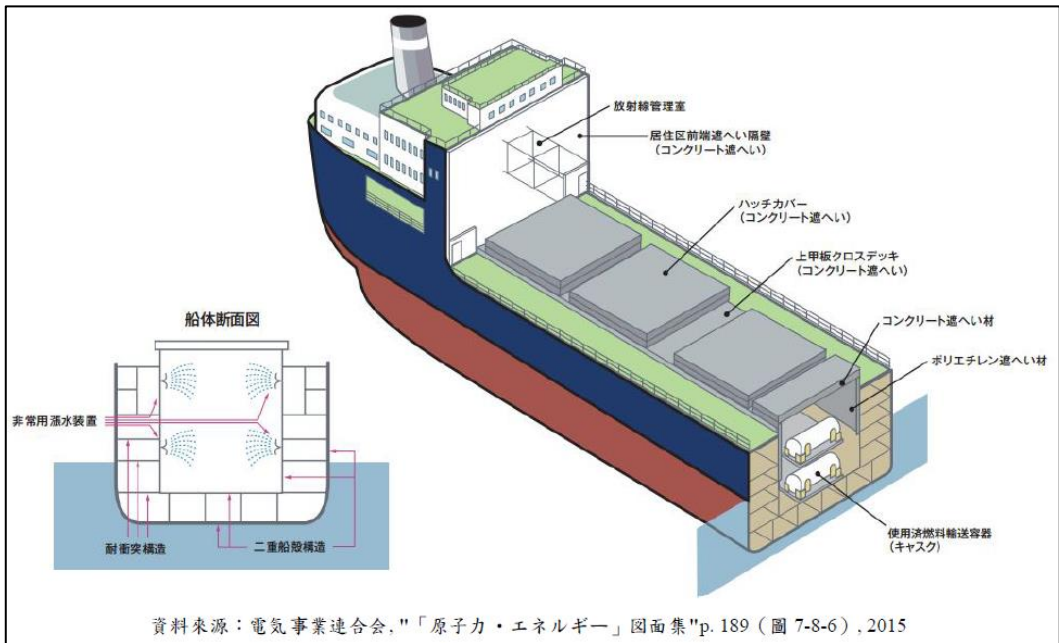 放射線管理室
居住区前端遮へい隔壁
(コンクリート遮へい)
ハッチカバー
(コンクリート遮へい)
上甲板クロスデッキ
(コンクリート遮へい)
コンクリート遮へい材
ポリエチレン遮へい材
使用済燃料輸送容器
(キャスク)
船体断面図
非常用漲水装置
耐衝突構造
二重船殻構造
資料來源：電気事業連合会, "「原子力・エネルギー」図面集"p. 189（圖 7-8-6）, 2015